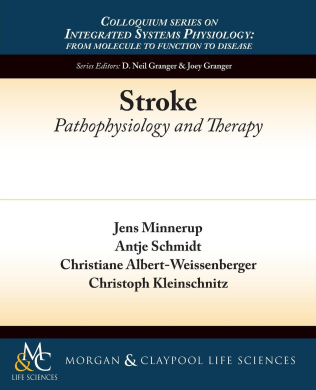 COLLOQUIUM SERIES ON
INTEGRATED SYSTEMS PHYSIOLOGY:
FROM MOLECULE TO FUNCTION TO DISEASE
Series Editors: D. Neil Granger & Joey Granger
Stroke
Pathophysiology and Therapy
Jens Minnerup
Antje Schmidt
Christiane Albert-Weissenberger
Christoph Kleinschnitz
M&C
LIFE SCIENCES
MORGAN & CLAYPOOL LIFE SCIENCES